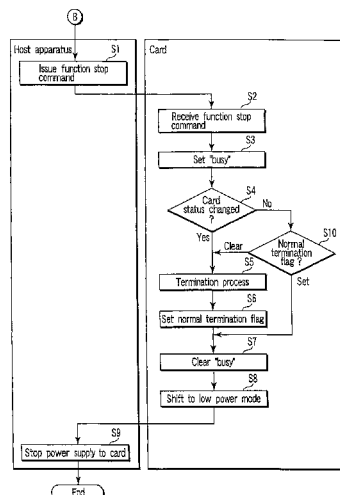 B
Host apparatus
Card
S1
Issue function stop
command
S2
Receive function stop
command
S3
Set "busy"
S4
Card
status changed
?
No
Yes
S10
Normal
termination
flag ?
Clear
Set
S5
Termination process
S6
Set normal termination flag
S7
Clear "busy"
S8
Shift to low power mode
S9
Stop power supply to card
End